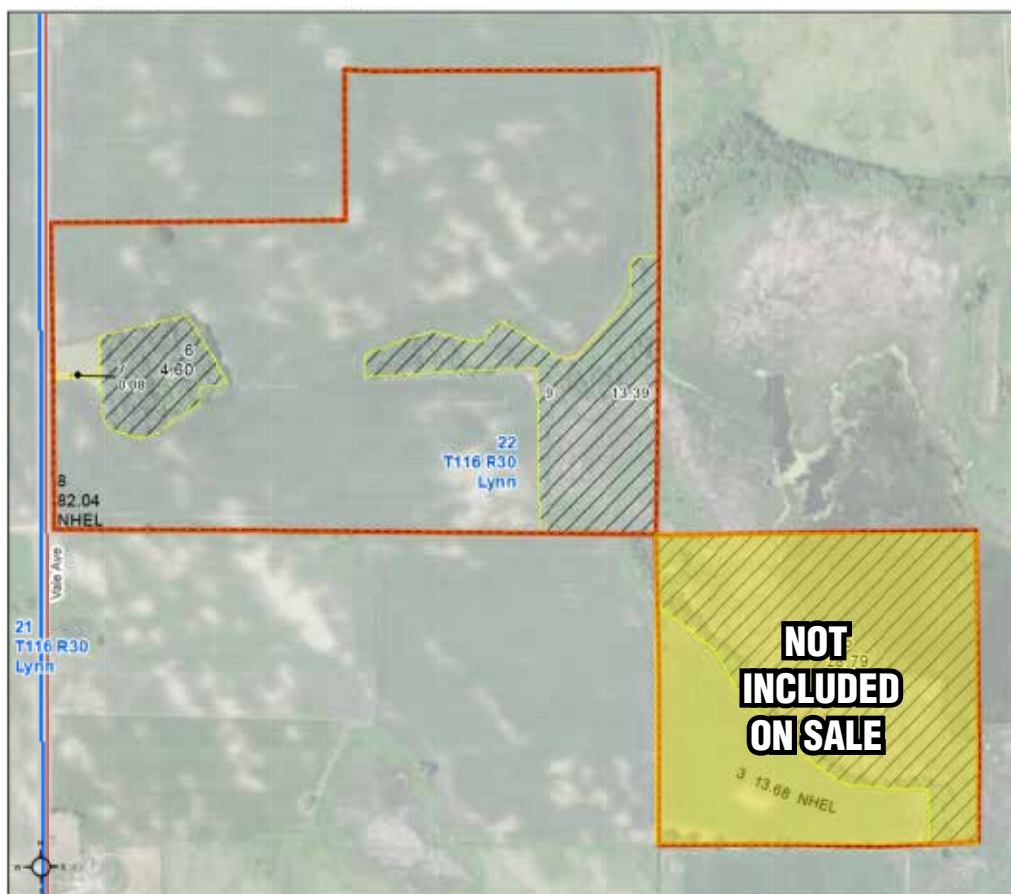 6
4.60
7
0.08
9
13.39
22
T116 R30
Lynn
8
82.04
NHEL
Vale Ave
21
T116 R30
Lynn
NOT
INCLUDED
ON SALE
3 13.68 NHEL
W
E